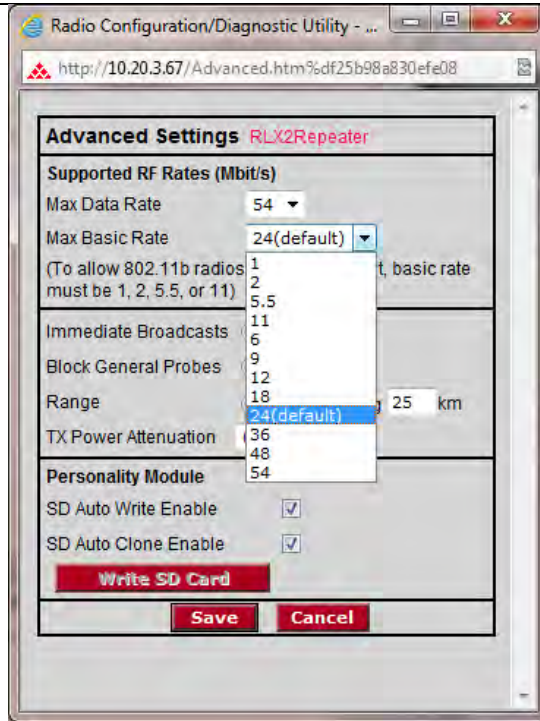 Radio Configuration/Diagnostic Utility - ...
http://10.20.3.67/Advanced.htm%df25b98a830efe08
Advanced Settings RLX2Repeater
Supported RF Rates (Mbit/s)
Max Data Rate 54
Max Basic Rate 24(default)
(To allow 802.11b radios t, basic rate
must be 1, 2, 5.5, or 11)
1
2
5.5
11
6
9
12
18
24(default)
36
48
54
Immediate Broadcasts
Block General Probes
Range 25 km
TX Power Attenuation
Personality Module
SD Auto Write Enable
SD Auto Clone Enable
Write SD Card
Save Cancel